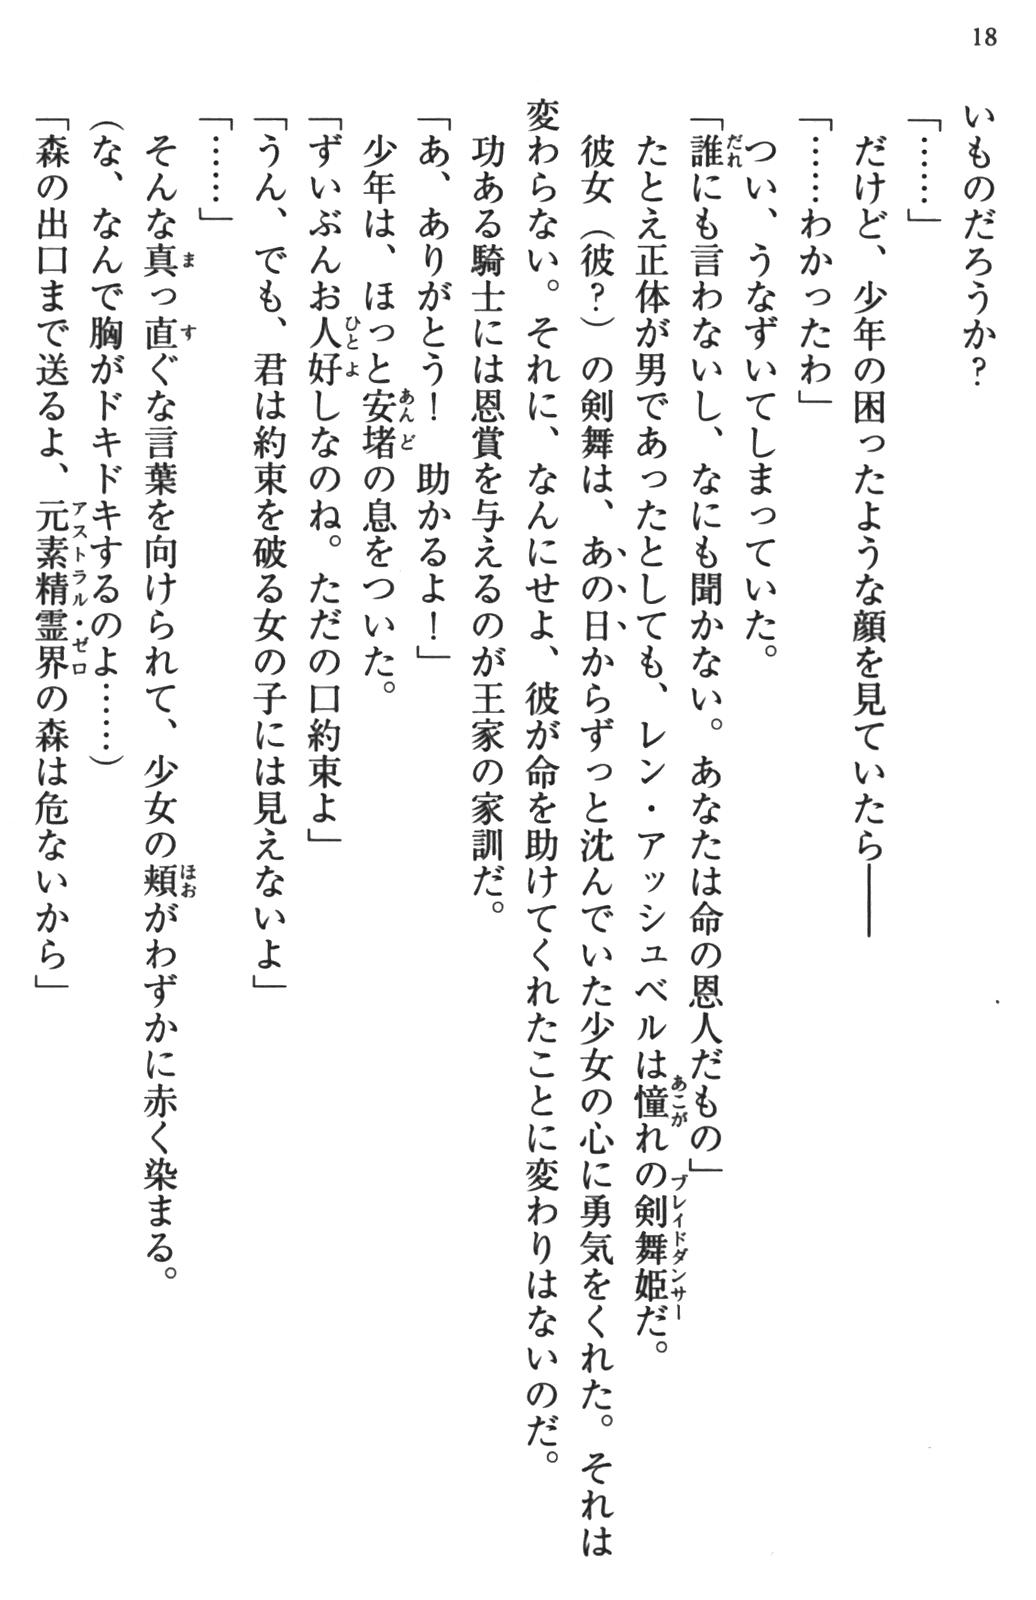 18
いものだろうか?
「……」
だけど、少年の困ったような顔を見ていたら――
「……わかったわ」
つい、うなずいてしまっていた。
「誰にも言わないし、なにも聞かない。あなたは命の恩人だもの」
たとえ正体が男であったとしても、レン・アッシュベルは憧れの剣舞姫だ。
彼女(彼?)の剣舞は、あの日からずっと沈んでいた少女の心に勇気をくれた。それは
変わらない。それに、なんにせよ、彼が命を助けてくれたことに変わりはないのだ。
功ある騎士には恩賞を与えるのが王家の家訓だ。
「あ、ありがとう! 助かるよ!」
少年は、ほっと安堵の息をついた。
「ずいぶんお人好しなのね。ただの口約束よ」
「うん、でも、君は約束を破る女の子には見えないよ」
「……」
そんな真っ直ぐな言葉を向けられて、少女の頬がわずかに赤く染まる。
(な、なんで胸がドキドキするのよ……)
「森の出口まで送るよ、元素精霊界の森は危ないから」